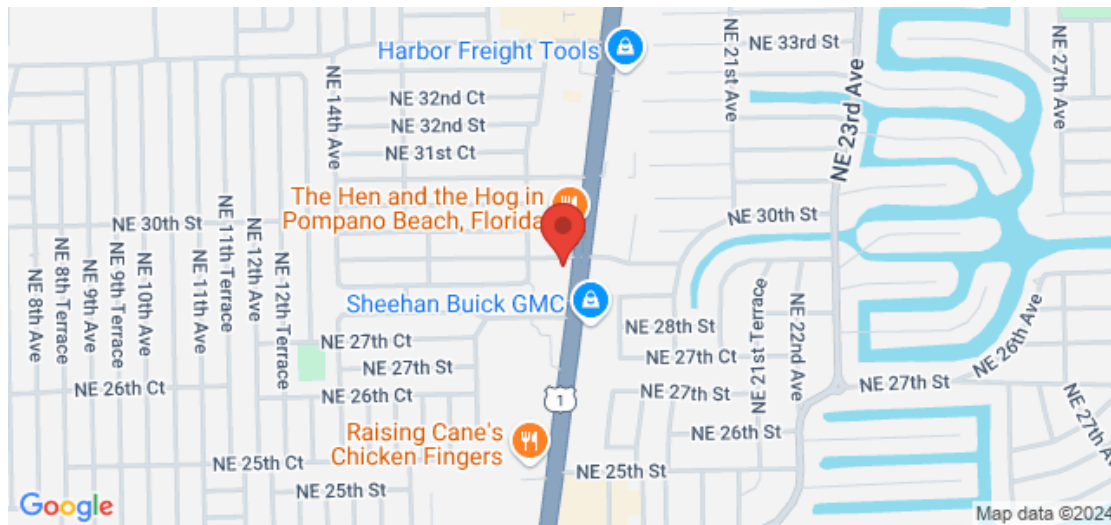 Harbor Freight Tools
NE 33rd St
NE 21st Ave
NE 23rd Ave
NE 27th Ave
NE 14th Ave
NE 32nd Ct
NE 32nd St
NE 31st Ct
The Hen and the Hog in
Pompano Beach, Florida
NE 30th St
NE 30th St
NE 8th Ave
NE 8th Terrace
NE 9th Ave
NE 9th Terrace
NE 10th Ave
NE 11th Ave
NE 11th Terrace
NE 12th Ave
NE 12th Terrace
Sheehan Buick GMC
NE 28th St
NE 27th Ct
NE 27th Ct
NE 27th St
NE 27th St
NE 21st Terrace
NE 22nd Ave
NE 27th St
NE 26th Ave
NE 26th Ct
NE 26th Ct
1
NE 26th St
NE 27th Av
Raising Cane's
Chicken Fingers
NE 25th Ct
NE 25th St
NE 25th St
Google
Map data ©2024